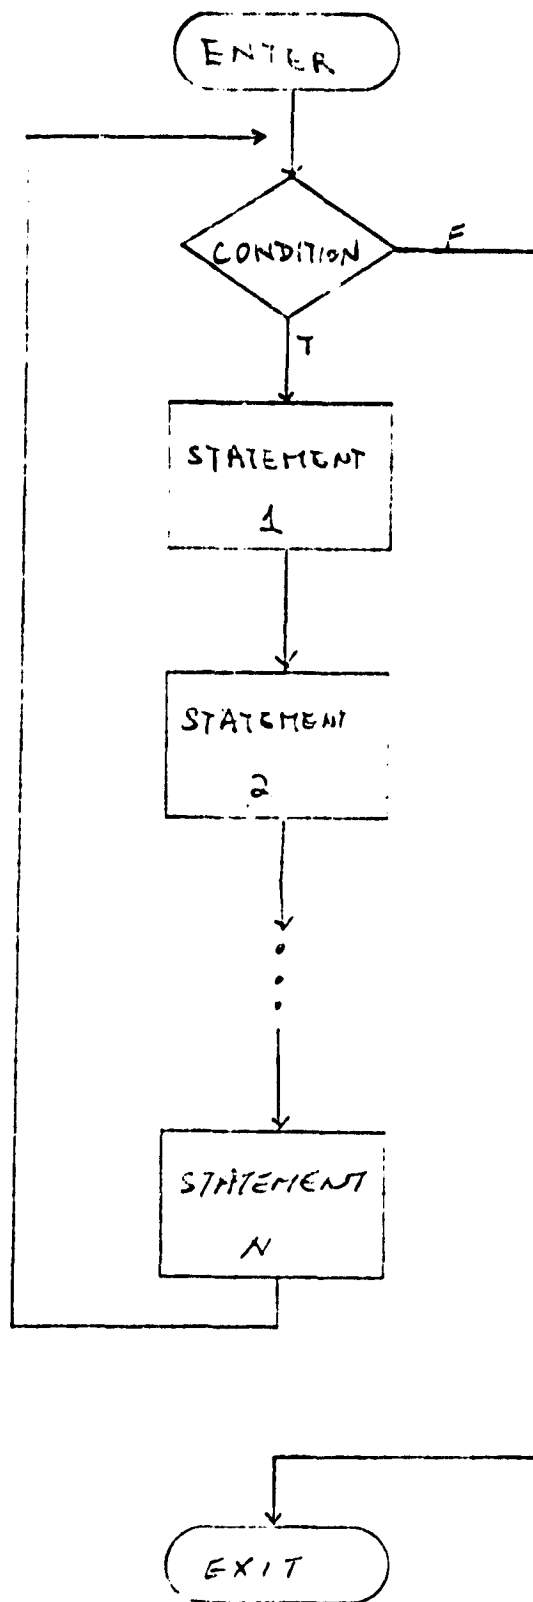 ENTER
CONDITION
F
T
STATEMENT
1
STATEMENT
2
STATEMENT
N
EXIT